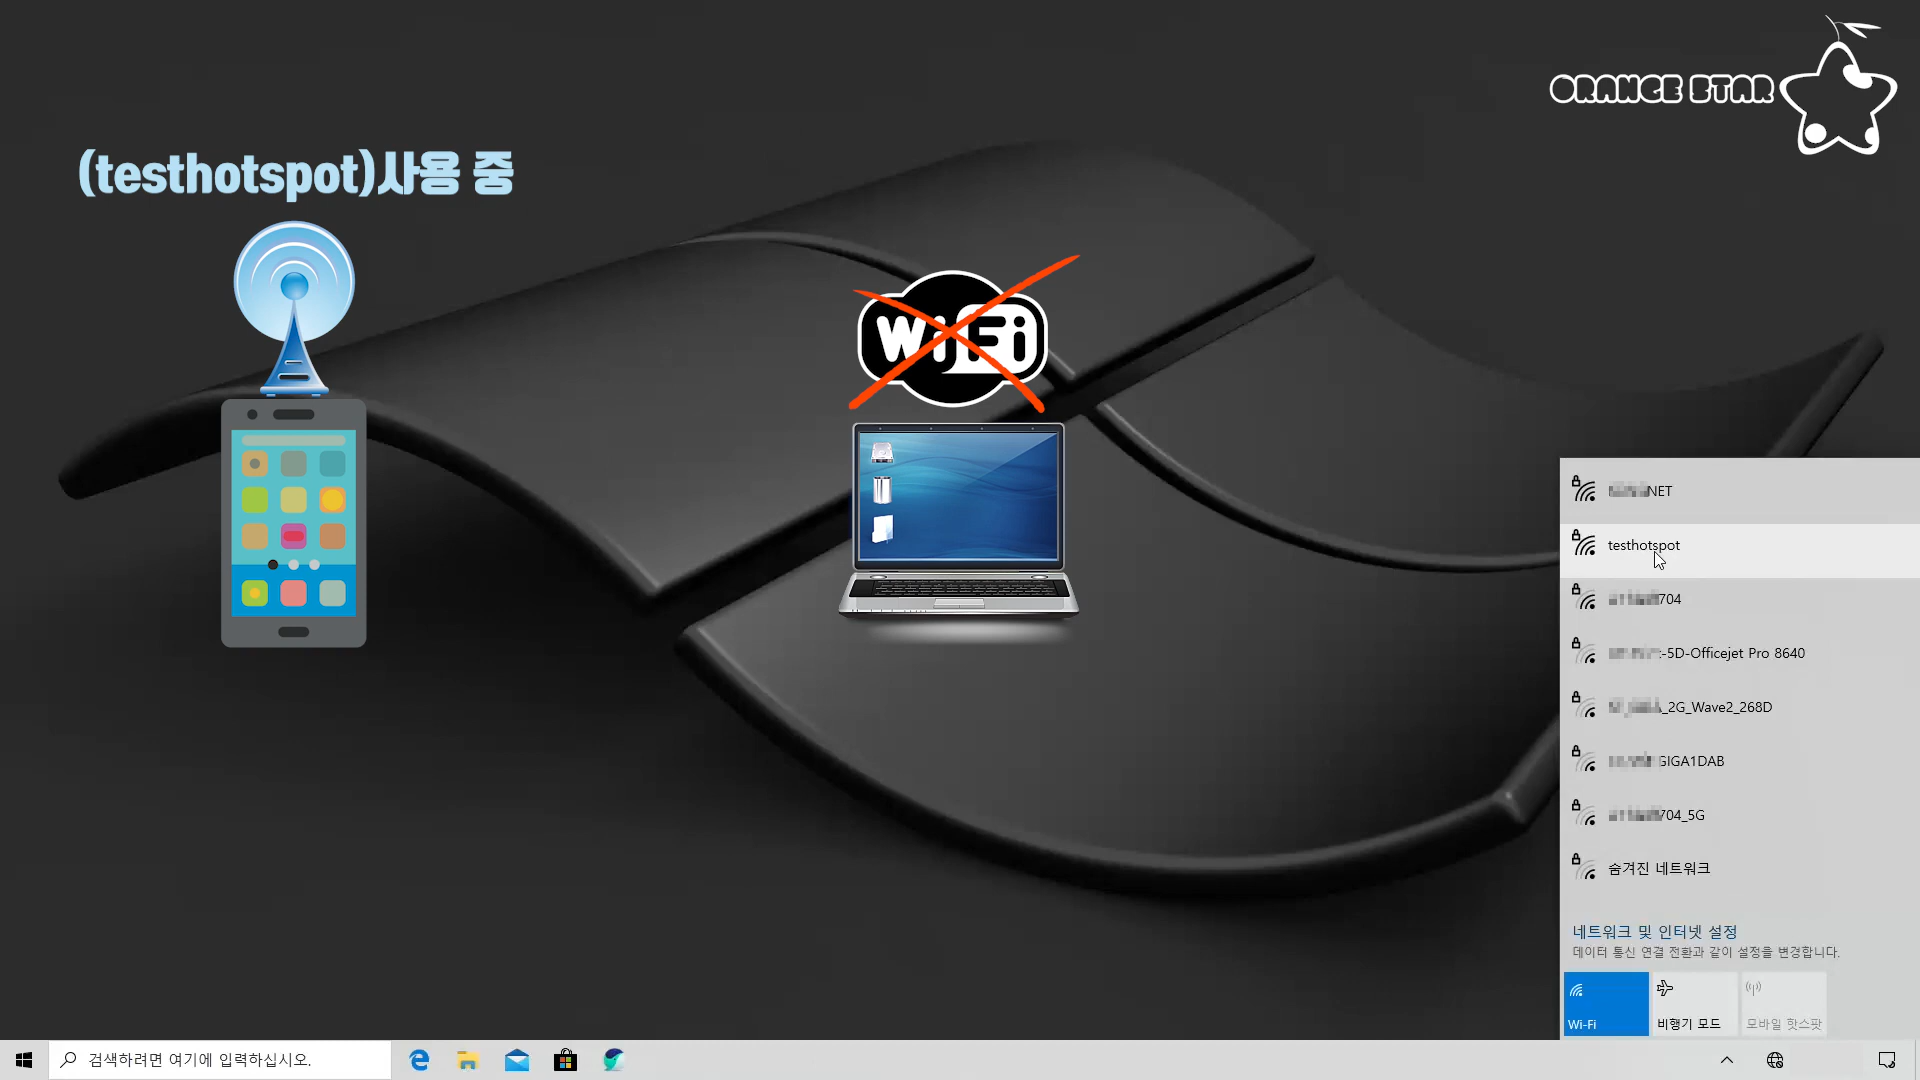 ORANGE STAR
(testhotspot)사용 중
Wi Fi
NET
testhotspot
704
-5D-Officejet Pro 8640
_2G_Wave2_268D
GIGA1DAB
704_5G
숨겨진 네트워크
네트워크 및 인터넷 설정
데이터 통신 연결 전환과 같이 설정을 변경합니다.
Wi-Fi
비행기 모드
모바일 핫스팟
검색하려면 여기에 입력하십시오.